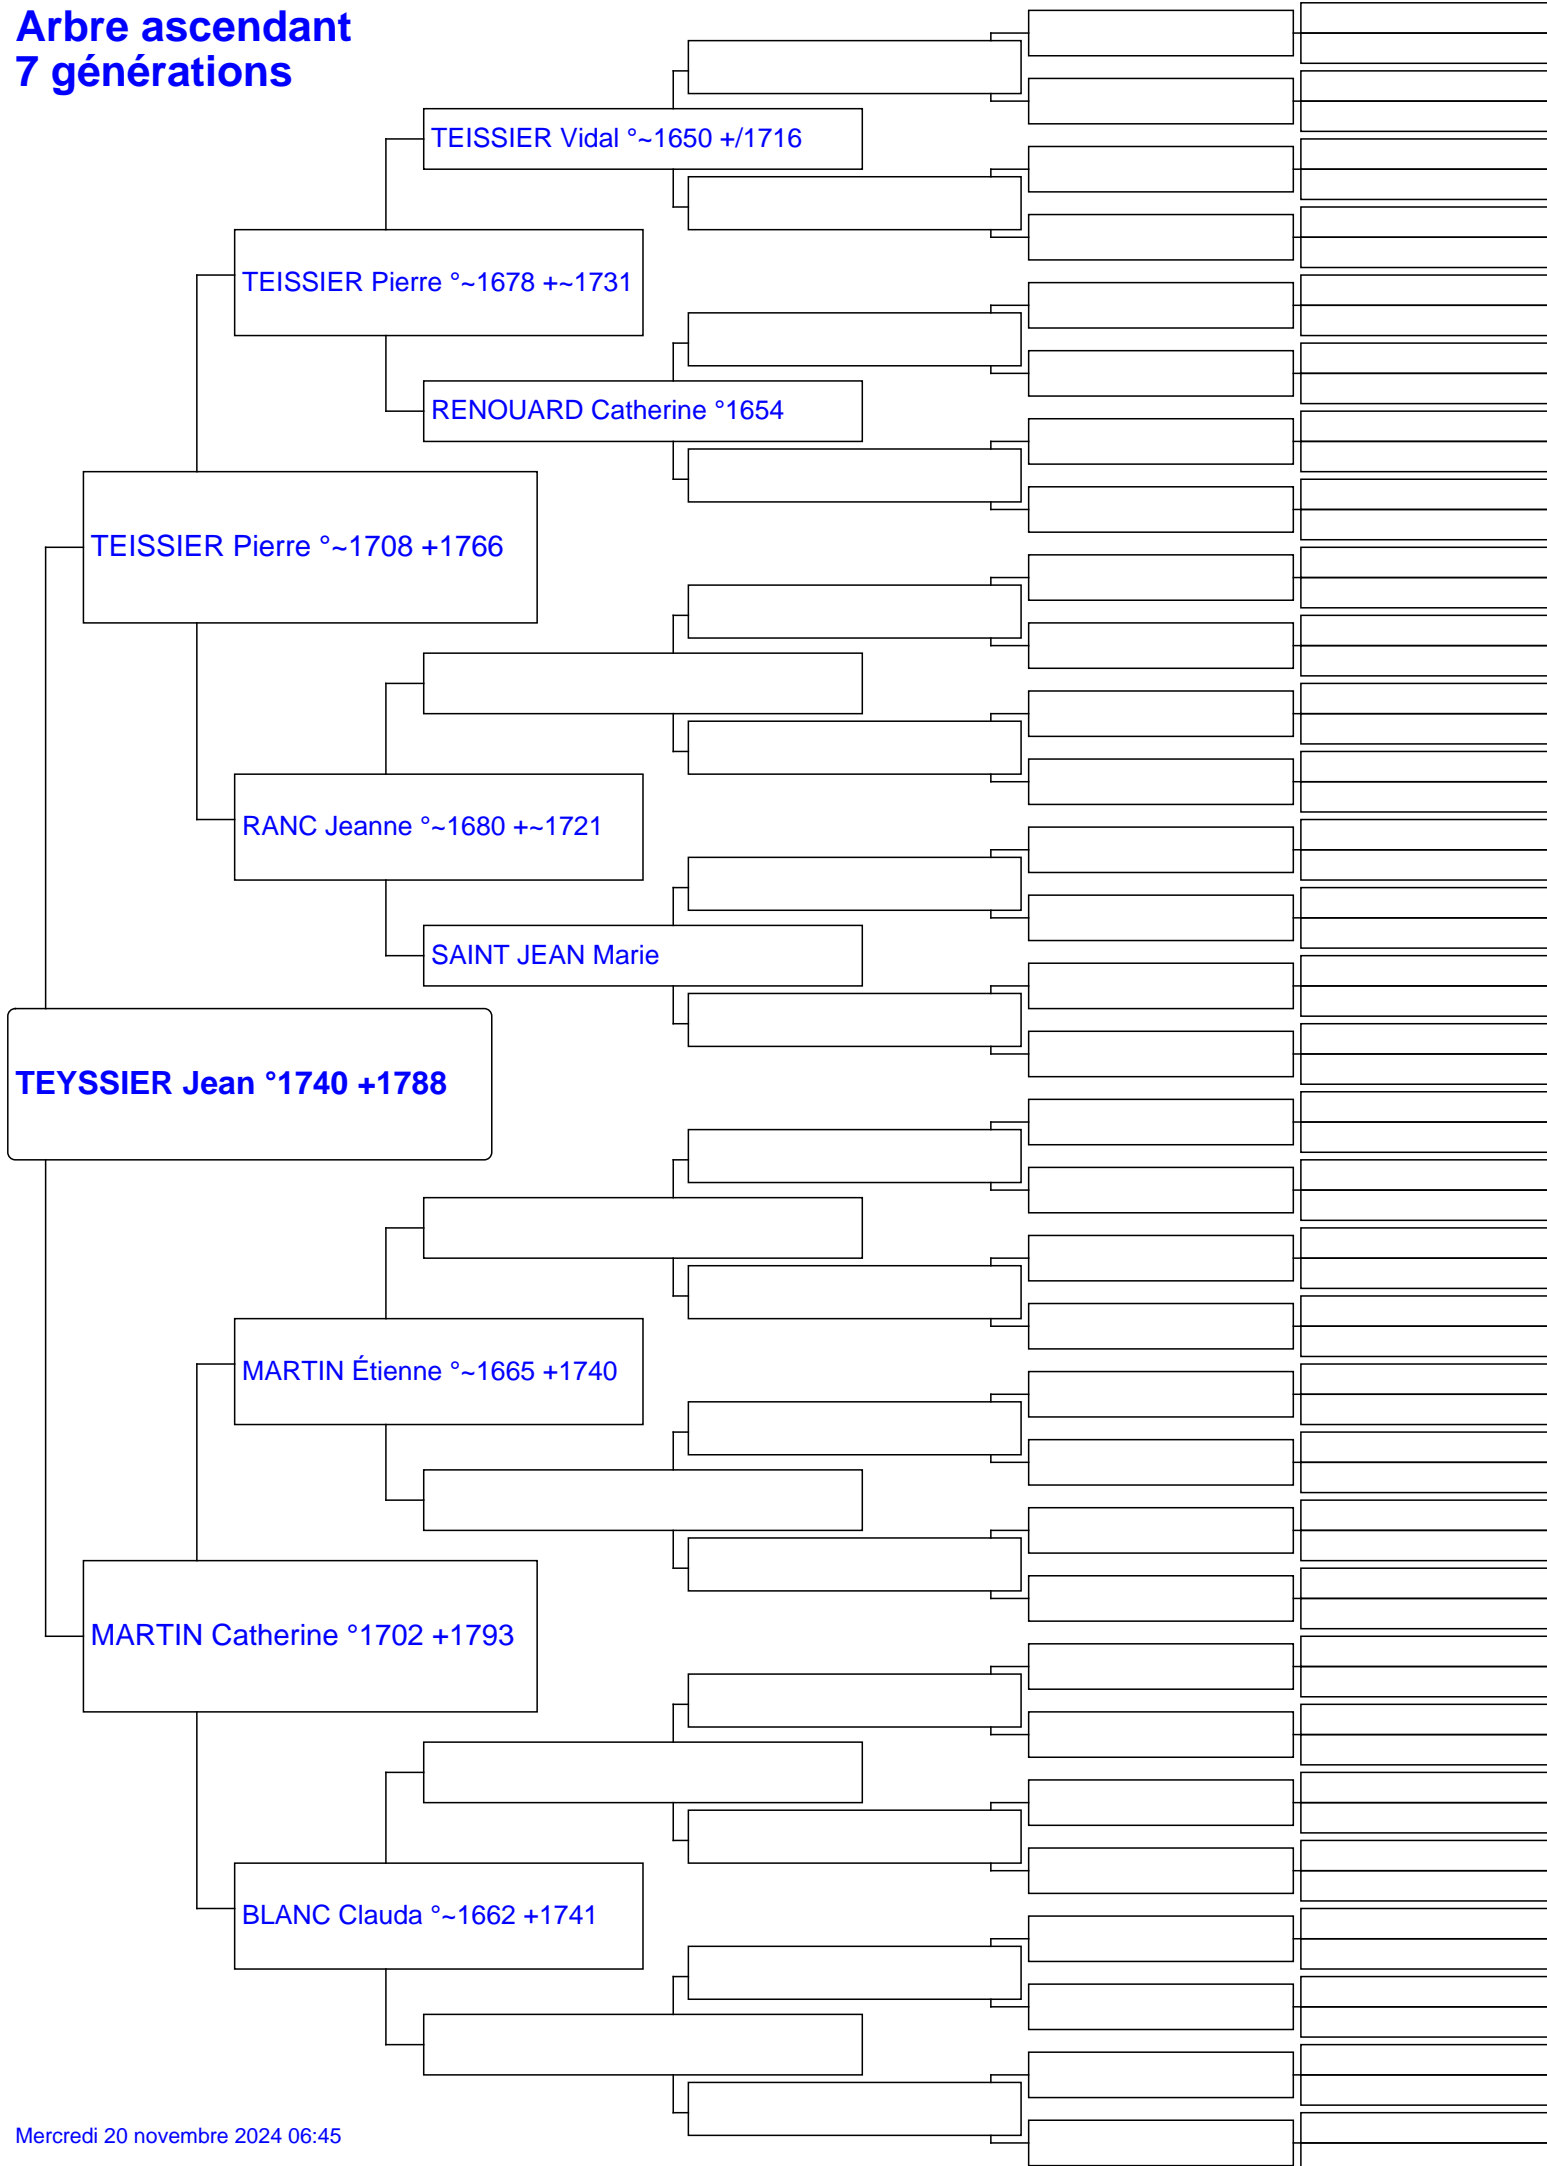 Arbre ascendant
7 générations
TEISSIER Vidal °~1650 +/1716
TEISSIER Pierre °~1678 +~1731
RENOUARD Catherine °1654
TEISSIER Pierre °~1708 +1766
RANC Jeanne °~1680 +~1721
SAINT JEAN Marie
TEYSSIER Jean °1740 +1788
MARTIN Étienne °~1665 +1740
MARTIN Catherine °1702 +1793
BLANC Clauda °~1662 +1741
Mercredi 20 novembre 2024 06:45